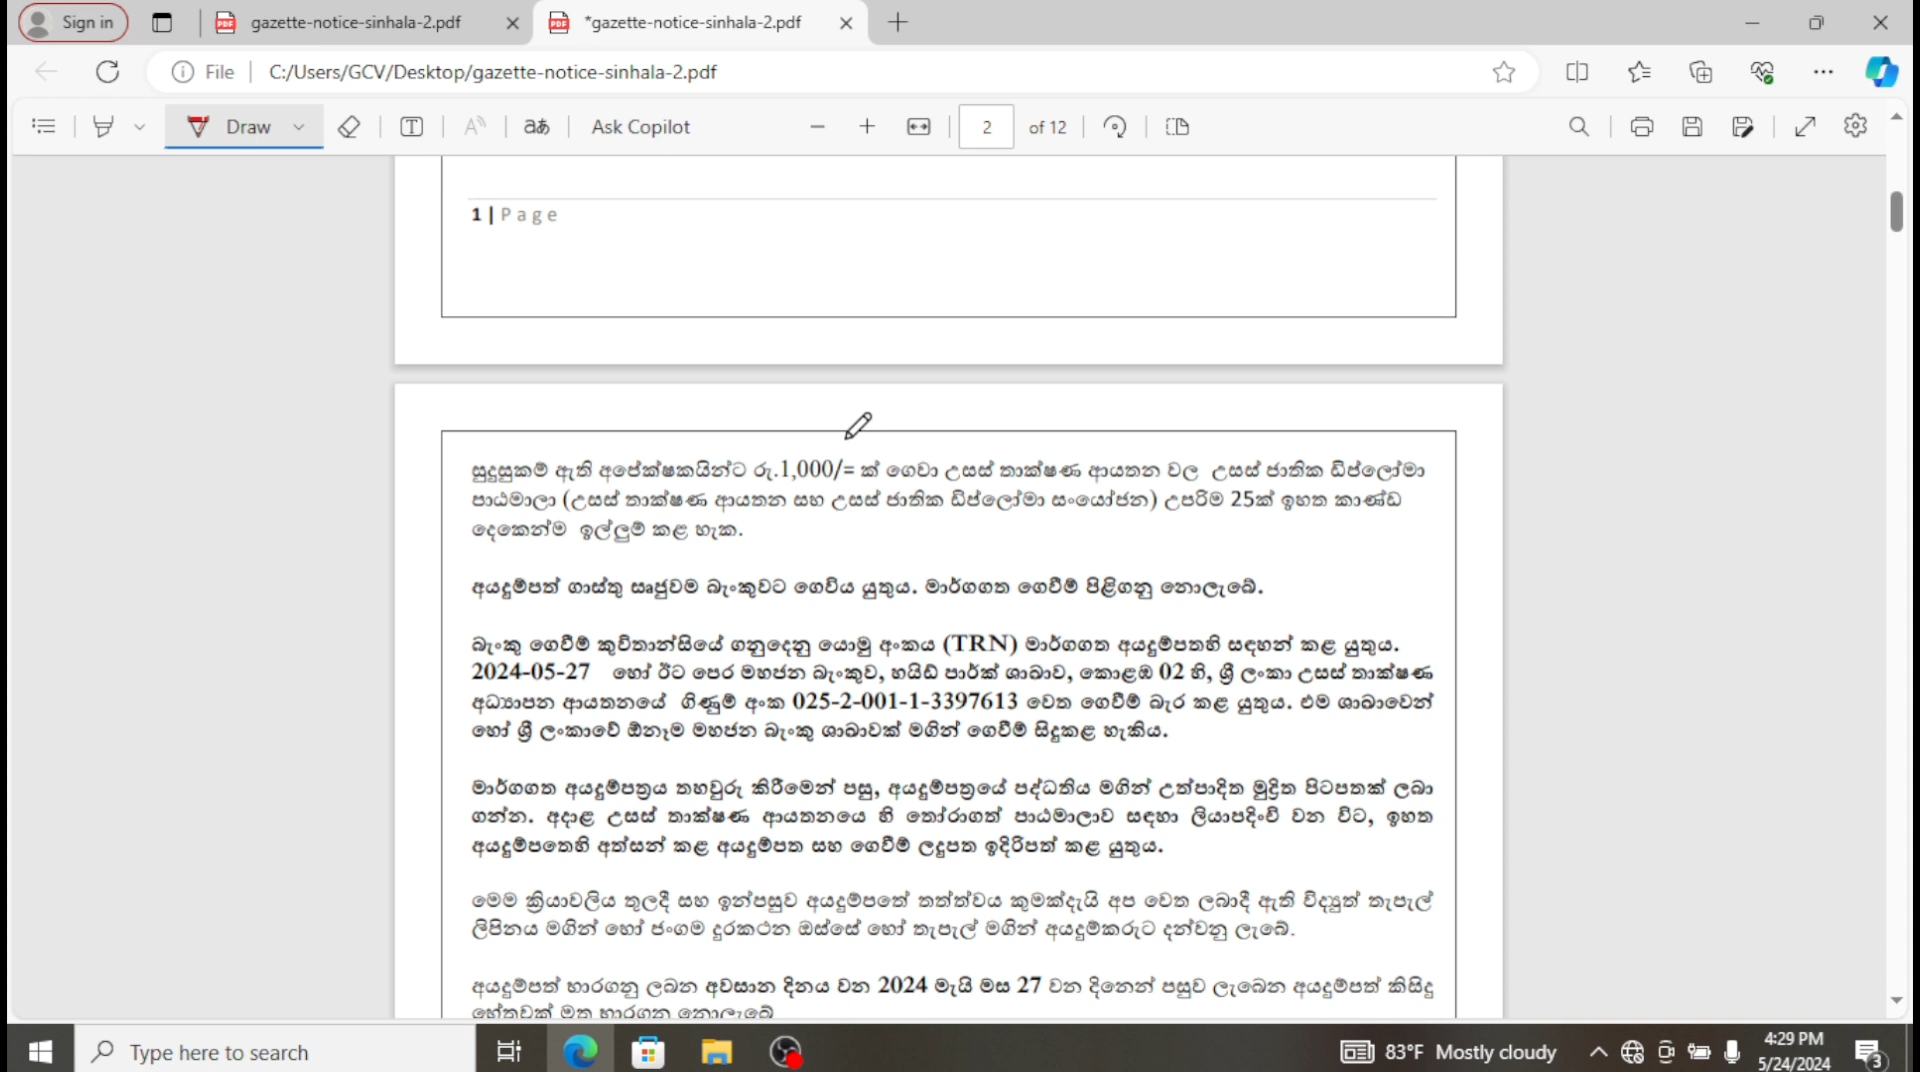 Sign in
gazette-notice-sinhala-2.pdf
*gazette-notice-sinhala-2.pdf
File
C:/Users/GCV/Desktop/gazette-notice-sinhala-2.pdf
Draw
aあ
Ask Copilot
2 of 12
1 | P a g e
සුදුසුකම් ඇති අපේක්ෂකයින්ට රු.1,000/= ක් ගෙවා උසස් තාක්ෂණ ආයතන වල උසස් ජාතික ඩිප්ලෝමා
පාඨමාලා (උසස් තාක්ෂණ ආයතන සහ උසස් ජාතික ඩිප්ලෝමා සංයෝජන) උපරිම 25ක් ඉහත කාණ්ඩ
දෙකෙන්ම ඉල්ලුම් කළ හැක.
අයදුම්පත් ගාස්තු සෘජුවම බැංකුවට ගෙවිය යුතුය. මාර්ගගත ගෙවීම් පිළිගනු නොලැබේ.
බැංකු ගෙවීම් කුවිතාන්සියේ ගනුදෙනු යොමු අංකය (TRN) මාර්ගගත අයදුම්පතහි සඳහන් කළ යුතුය.
2024-05-27 හෝ ඊට පෙර මහජන බැංකුව, හයිඩ් පාර්ක් ශාඛාව, කොළඹ 02 හි, ශ්‍රී ලංකා උසස් තාක්ෂණ
අධ්‍යාපන ආයතනයේ ගිණුම් අංක 025-2-001-1-3397613 වෙත ගෙවීම් බැර කළ යුතුය. එම ශාඛාවෙන්
හෝ ශ්‍රී ලංකාවේ ඕනෑම මහජන බැංකු ශාඛාවක් මගින් ගෙවීම් සිදුකළ හැකිය.
මාර්ගගත අයදුම්පත්‍රය තහවුරු කිරීමෙන් පසු, අයදුම්පත්‍රයේ පද්ධතිය මගින් උත්පාදිත මුද්‍රිත පිටපතක් ලබා
ගන්න. අදාළ උසස් තාක්ෂණ ආයතනයෙ හි තෝරාගත් පාඨමාලාව සඳහා ලියාපදිංචි වන විට, ඉහත
අයදුම්පතෙහි අත්සන් කළ අයදුම්පත සහ ගෙවීම් ලදුපත ඉදිරිපත් කළ යුතුය.
මෙම ක්‍රියාවලිය තුලදී සහ ඉන්පසුව අයදුම්පතේ තත්ත්වය කුමක්දැයි අප වෙත ලබාදී ඇති විද්‍යුත් තැපැල්
ලිපිනය මගින් හෝ ජංගම දුරකථන ඔස්සේ හෝ තැපැල් මගින් අයදුම්කරුට දන්වනු ලැබේ.
අයදුම්පත් භාරගනු ලබන අවසාන දිනය වන 2024 මැයි මස 27 වන දිනෙන් පසුව ලැබෙන අයදුම්පත් කිසිදු
හේතුවක් මත භාරගනු නොලැබේ
Type here to search
83°F Mostly cloudy
4:29 PM
5/24/2024
3